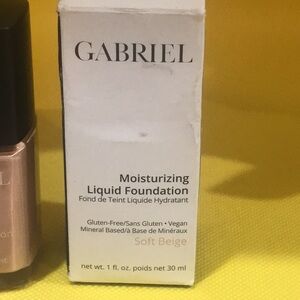 GABRIEL
Moisturizing
Liquid Foundation
Fond de Teint Liquide Hydratant
Gluten-Free/Sans Gluten • Vegan
Mineral Based/à Base de Minéraux
Soft Beige
net wt. 1 fl. oz. poids net 30 ml